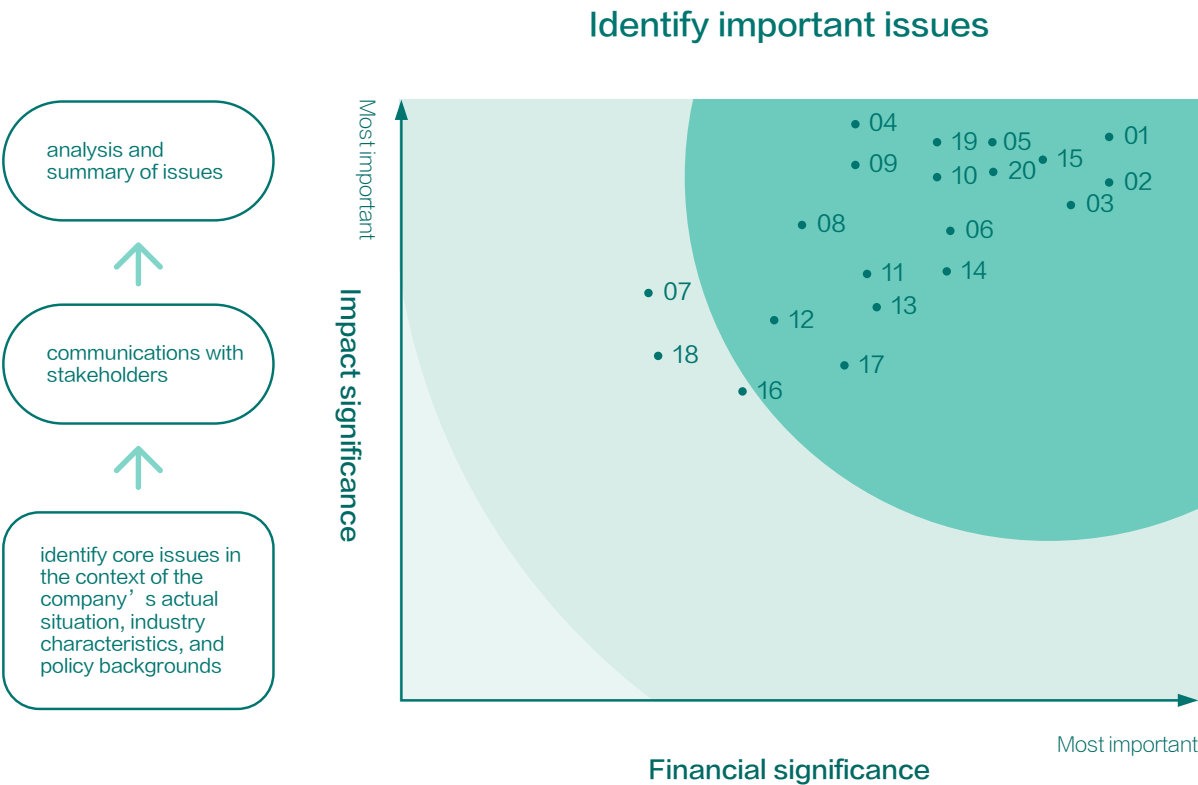 Identify important issues
analysis and
summary of issues
communications with
stakeholders
identify core issues in
the context of the
company’s actual
situation, industry
characteristics, and
policy backgrounds
Most important
Impact significance
04
19
05
01
09
10
20
15
02
03
08
06
11
14
07
13
12
18
17
16
Most important
Financial significance